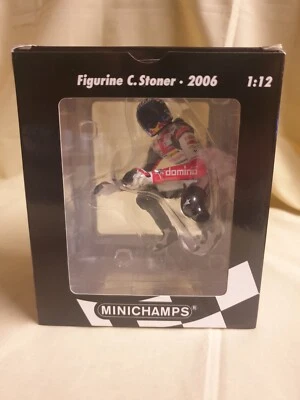 Figurine C.Stoner · 2006 1:12
domino
MINICHAMPS®